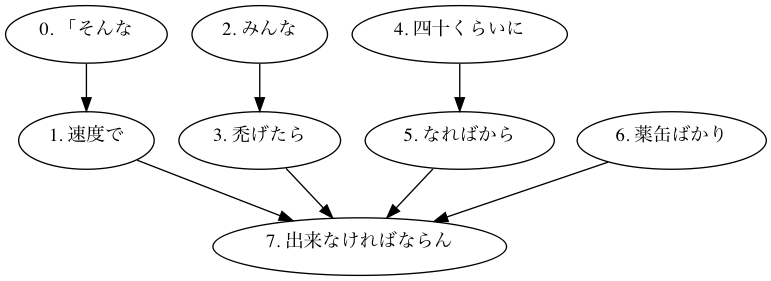 0. 「そんな
2. みんな
4. 四十くらいに
1. 速度で
3. 禿げたら
5. なればから
6. 薬缶ばかり
7. 出来なければならん